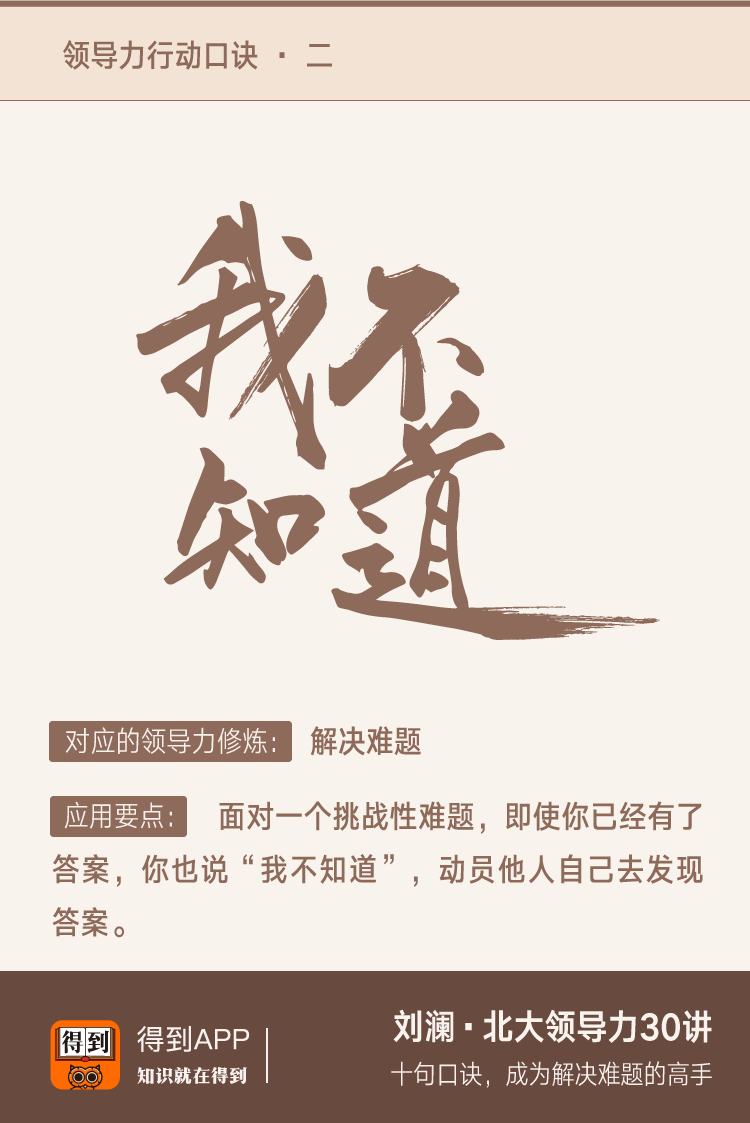 领导力行动口诀 · 二
我不
知道
对应的领导力修炼: 解决难题
应用要点: 面对一个挑战性难题，即使你已经有了
答案，你也说“我不知道”，动员他人自己去发现
答案。
得到
得到APP
知识就在得到
刘澜·北大领导力30讲
十句口诀，成为解决难题的高手